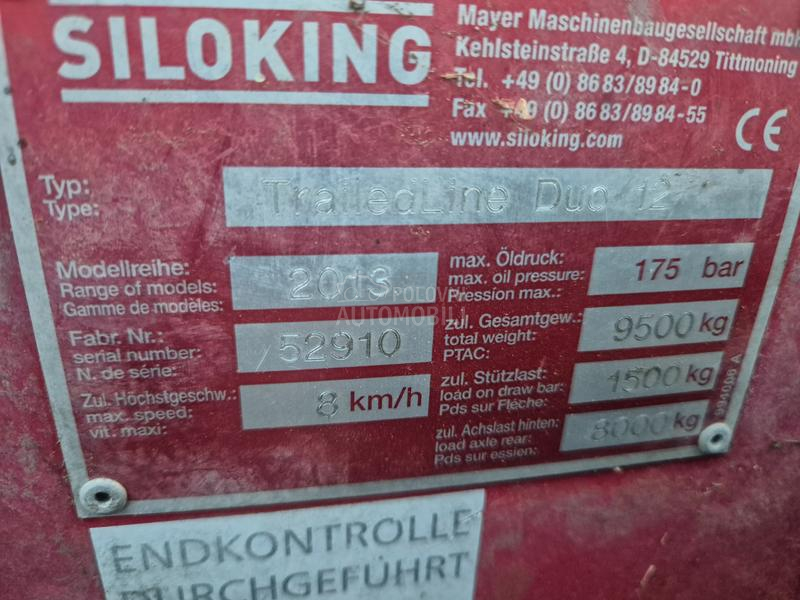 SILOKING
Mayer Maschinenbaugesellschaft mbH
Kehlsteinstraße 4, D-84529 Tittmoning
Tel. +49 (0) 86 83/89 84-0
Fax +49 (0) 86 83/89 84-55
www.siloking.com
CE
Typ:
Type:
TrailedLine Duo 12
Modellreihe:
Range of models:
Gamme de modèles:
2013
Fabr. Nr.:
serial number:
N. de série:
52910
Zul. Höchstgeschw.:
max. speed:
vit. maxi:
8 km/h
max. Öldruck:
max. oil pressure:
Pression max.:
175 bar
zul. Gesamtgew.:
total weight:
PTAC:
9500 kg
zul. Stützlast:
load on draw bar:
Pds sur Flèche:
1500 kg
zul. Achslast hinten:
load axle rear:
Pds sur essien:
8000 kg
POLOVNI
AUTOMOBILI
ENDKONTROLLE
DURCHGEFÜHRT